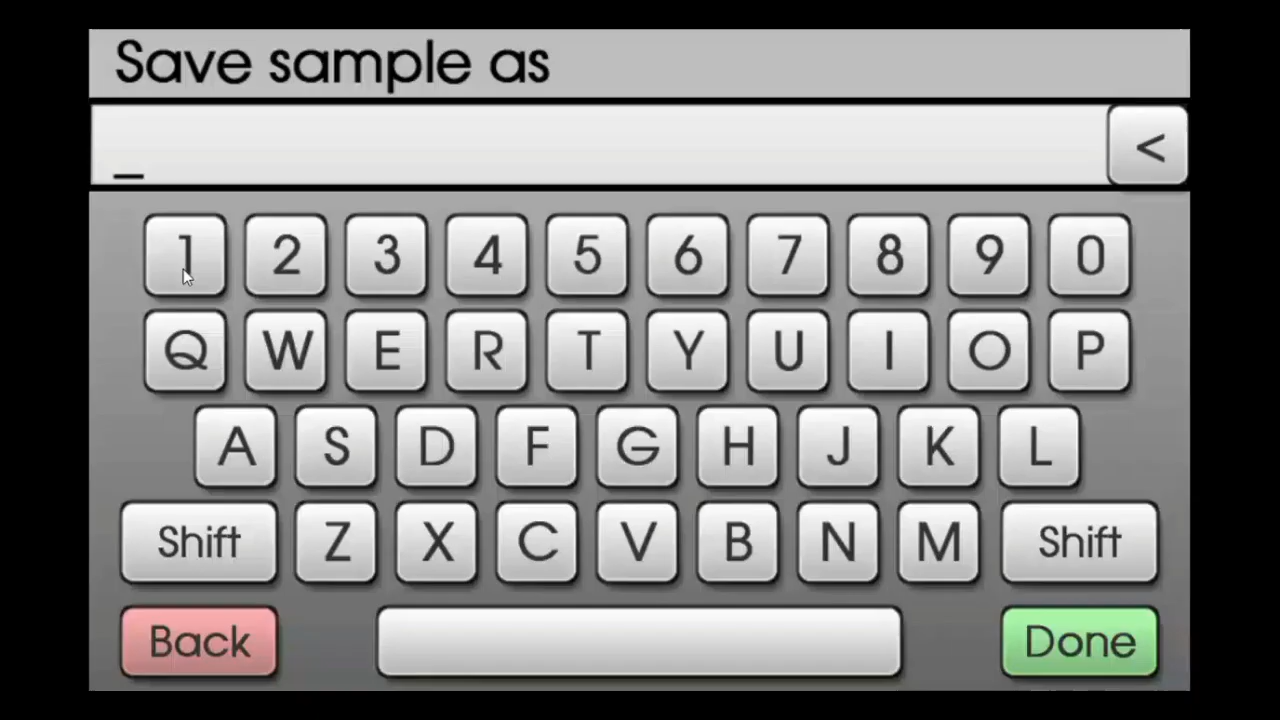 Save sample as
_ <
1 2 3 4 5 6 7 8 9 0
Q W E R T Y U I O P
A S D F G H J K L
Shift Z X C V B N M Shift
Back Done